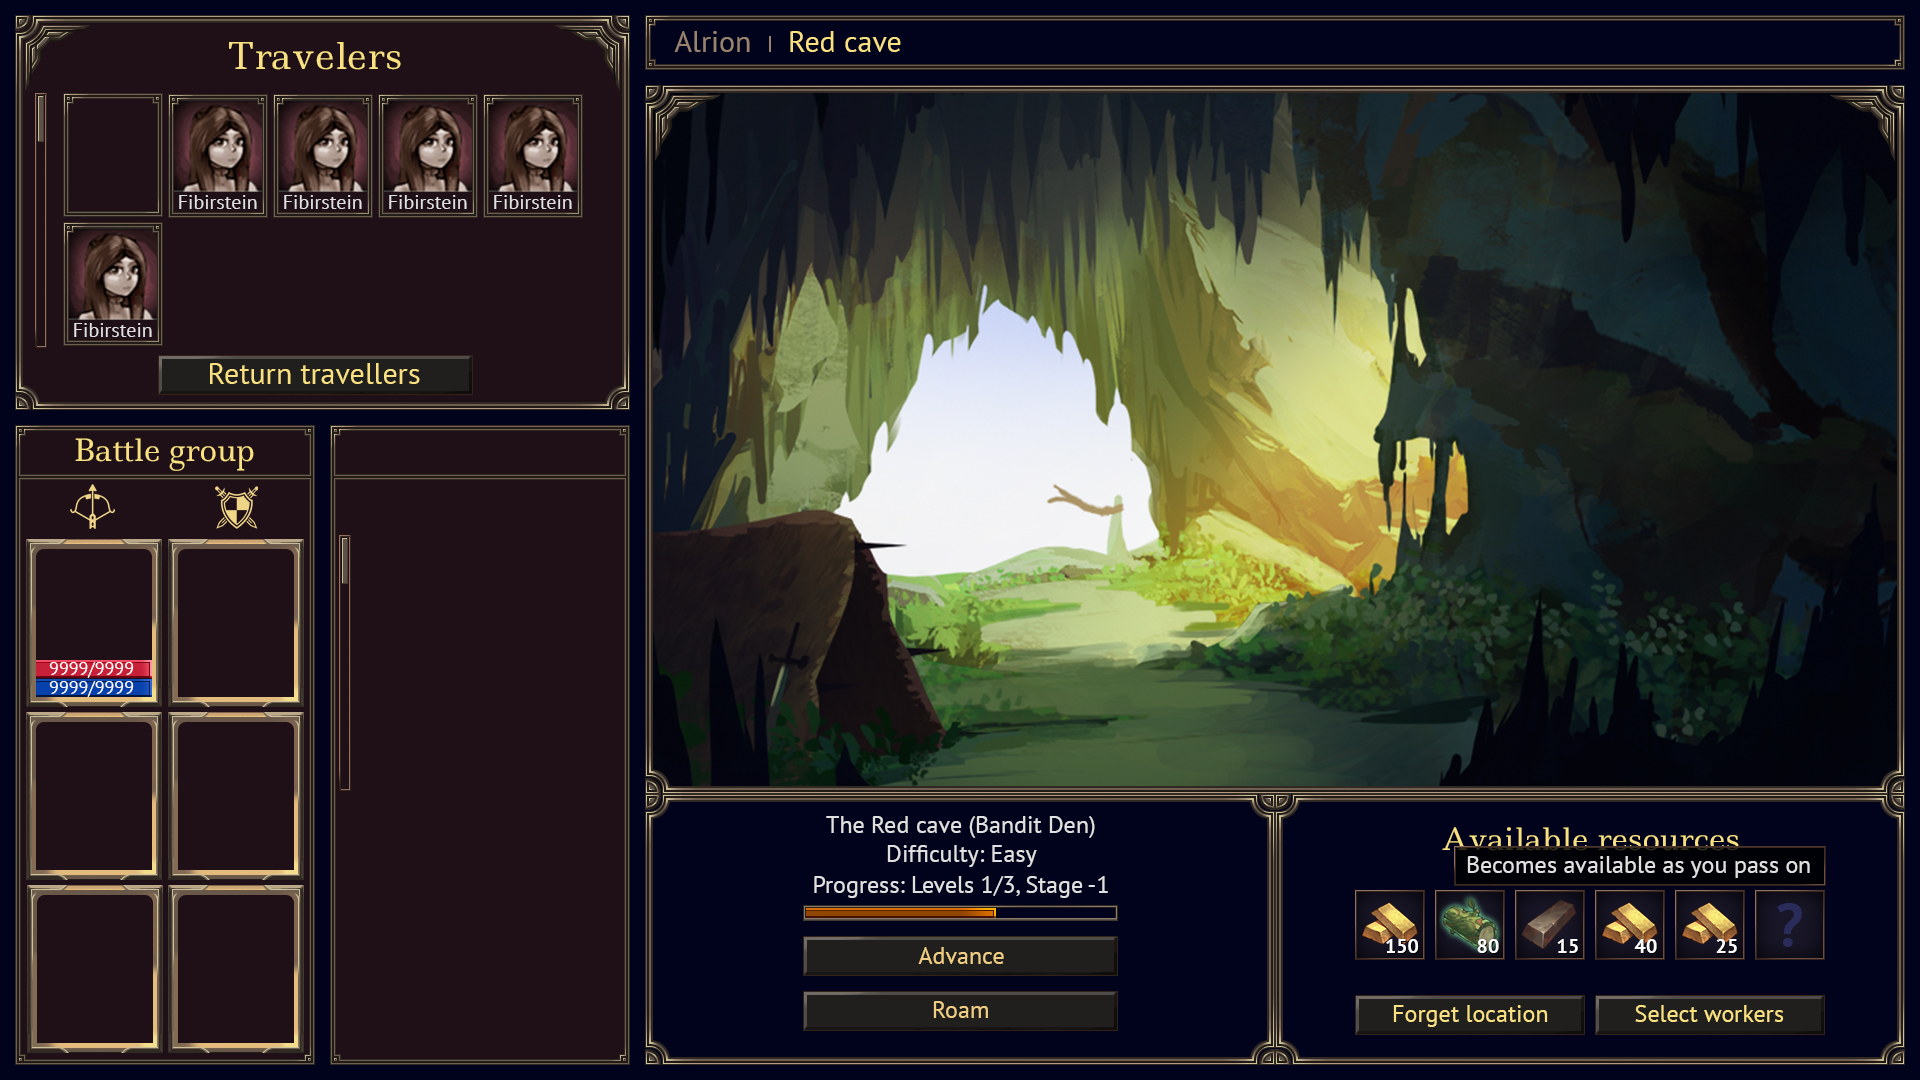 Travelers
Fibirstein
Fibirstein
Fibirstein
Fibirstein
Fibirstein
Return travellers
Battle group
9999/9999
9999/9999
Alrion | Red cave
The Red cave (Bandit Den)
Difficulty: Easy
Progress: Levels 1/3, Stage -1
Advance
Roam
Available resources
Becomes available as you pass on
150
80
15
40
25
?
Forget location
Select workers